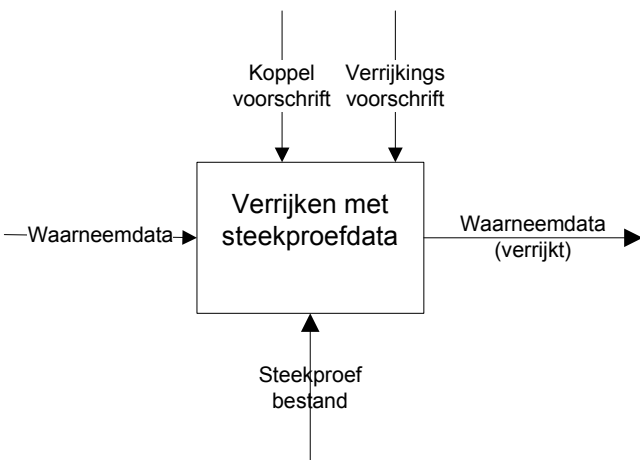 Koppel
voorschrift
Verrijkings
voorschrift
Verrijken met
steekproefdata
Waarneemdata
Waarneemdata
(verrijkt)
Steekproef
bestand